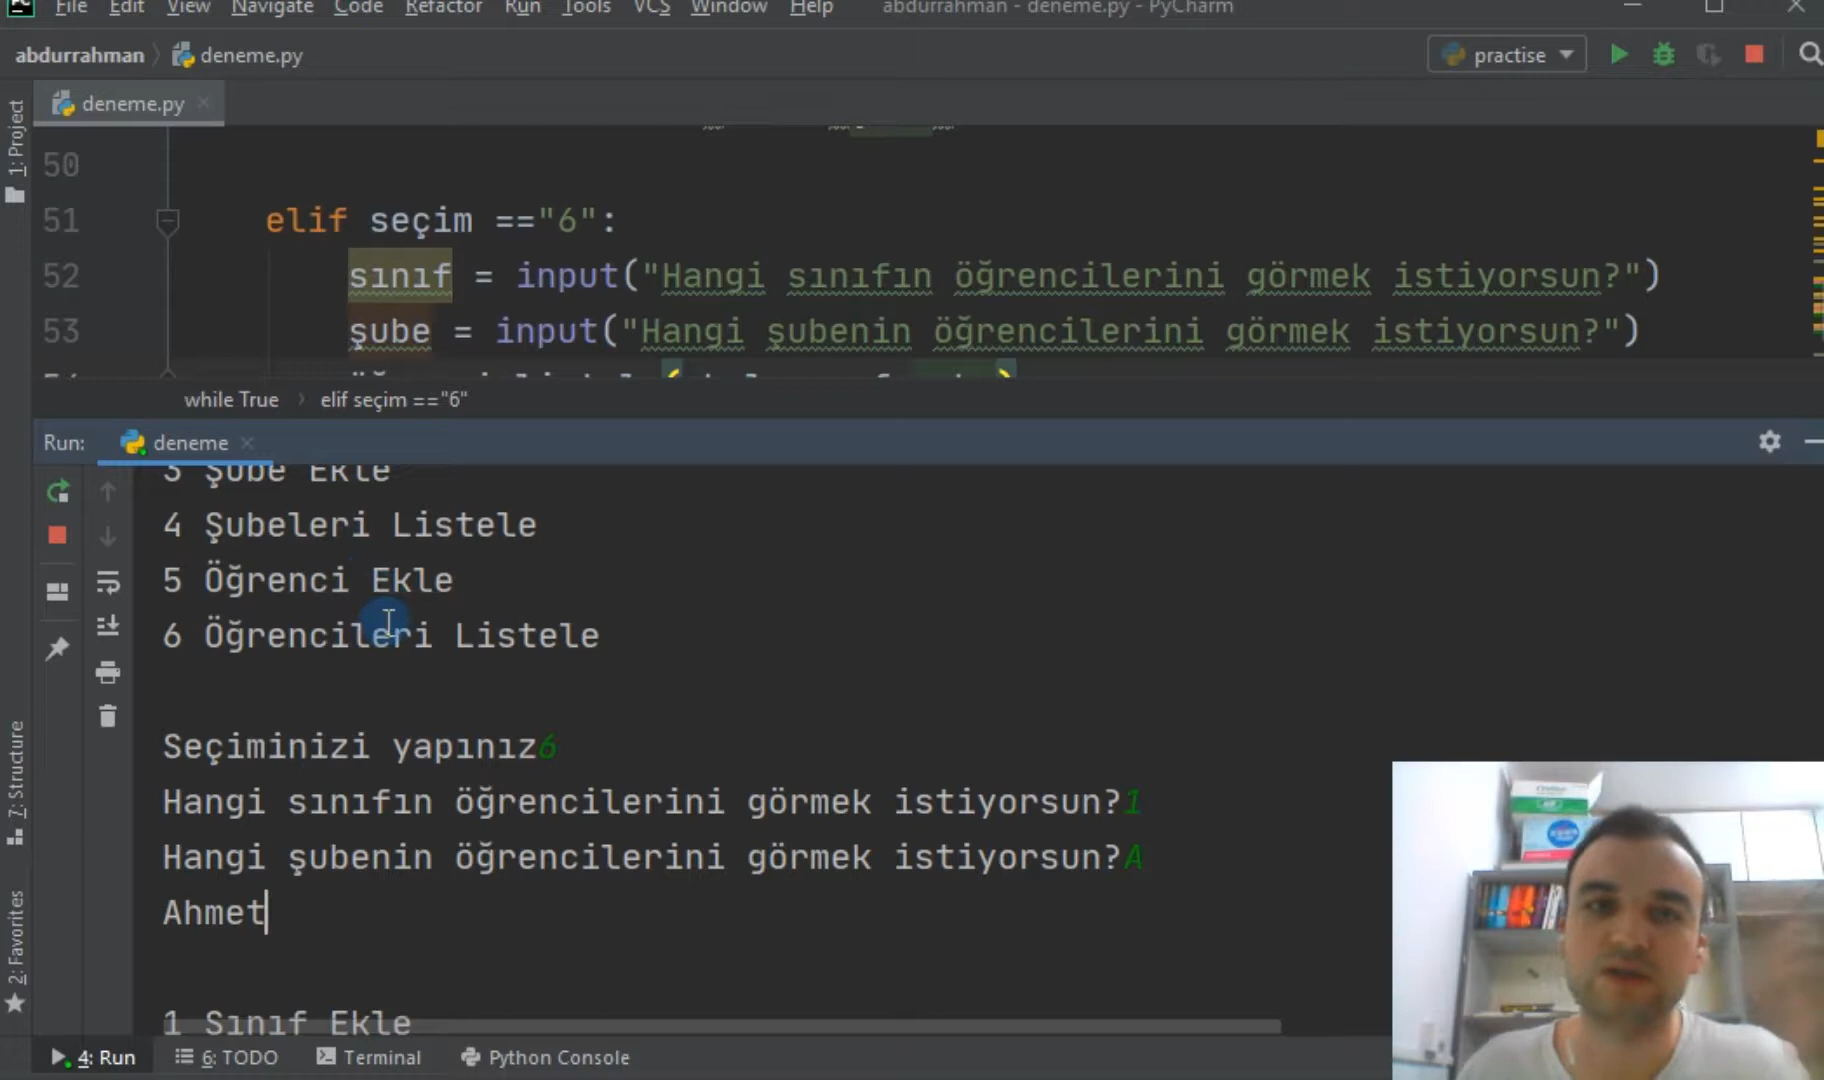 File Edit View Navigate Code Refactor Run Tools VCS Window Help abdurrahman - deneme.py - PyCharm
abdurrahman deneme.py practise
deneme.py
1: Project
50
51 elif seçim =="6":
52 sınıf = input("Hangi sınıfın öğrencilerini görmek istiyorsun?")
53 şube = input("Hangi şubenin öğrencilerini görmek istiyorsun?")
while True elif seçim =="6"
Run: deneme
3 Şube Ekle
4 Şubeleri Listele
5 Öğrenci Ekle
6 Öğrencileri Listele
Seçiminizi yapınız6
Hangi sınıfın öğrencilerini görmek istiyorsun?1
Hangi şubenin öğrencilerini görmek istiyorsun?A
Ahmet
1 Sınıf Ekle
7: Structure
2: Favorites
4: Run 6: TODO Terminal Python Console